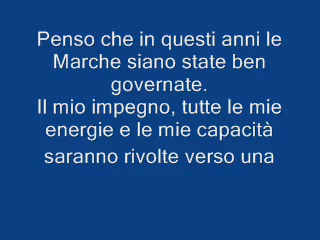 Penso che in questi anni le
Marche siano state ben
governate.
Il mio impegno, tutte le mie
energie e le mie capacità
saranno rivolte verso una